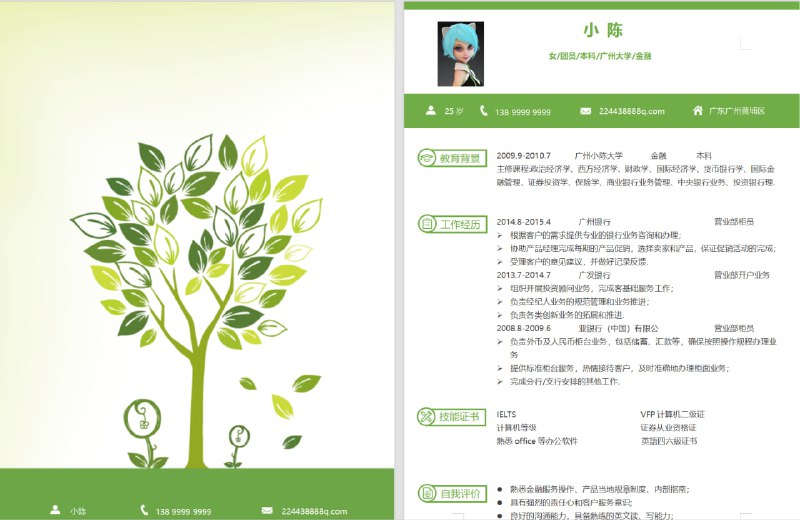 小陈
138 9999 9999
224438888q.com
小 陈
女/团员/本科/广州大学/金融
25 岁
138 9999 9999
224438888q.com
广东广州黄埔区
教育背景
2009.9-2010.7 广州小陈大学 金融 本科
主修课程:政治经济学、西方经济学、财政学、国际经济学、货币银行学、国际金
融管理、证券投资学、保险学、商业银行业务管理、中央银行业务、投资银行理.
工作经历
2014.8-2015.4 广州银行 营业部柜员
➢ 根据客户的需求提供专业的银行业务咨询和办理；
➢ 协助产品经理完成每期的产品促销，选择卖家和产品，保证促销活动的完成；
➢ 受理客户的意见建议，并做好记录反馈.
2013.7-2014.7 广发银行 营业部开户业务
➢ 组织开展投资顾问业务，完成客基础服务工作；
➢ 负责经纪人业务的规范管理和业务推进；
➢ 负责各类创新业务的拓展和推进.
2008.8-2009.6 亚银行（中国）有限公 营业部柜员
➢ 负责外币及人民币柜台业务，包括储蓄、汇款等，确保按照操作规程办理业
务
➢ 提供标准柜台服务，热情接待客户，及时准确地办理柜面业务；
➢ 完成分行/支行安排的其他工作.
技能证书
IELTS VFP 计算机二级证
计算机等级 证券从业资格证
熟悉 office 等办公软件 英语四级证书
自我评价
● 熟悉金融服务操作、产品当地规章制度、内部指南；
● 具有强烈的责任心和客户服务意识；
● 良好的沟通能力，具备熟练的英文读、写能力；